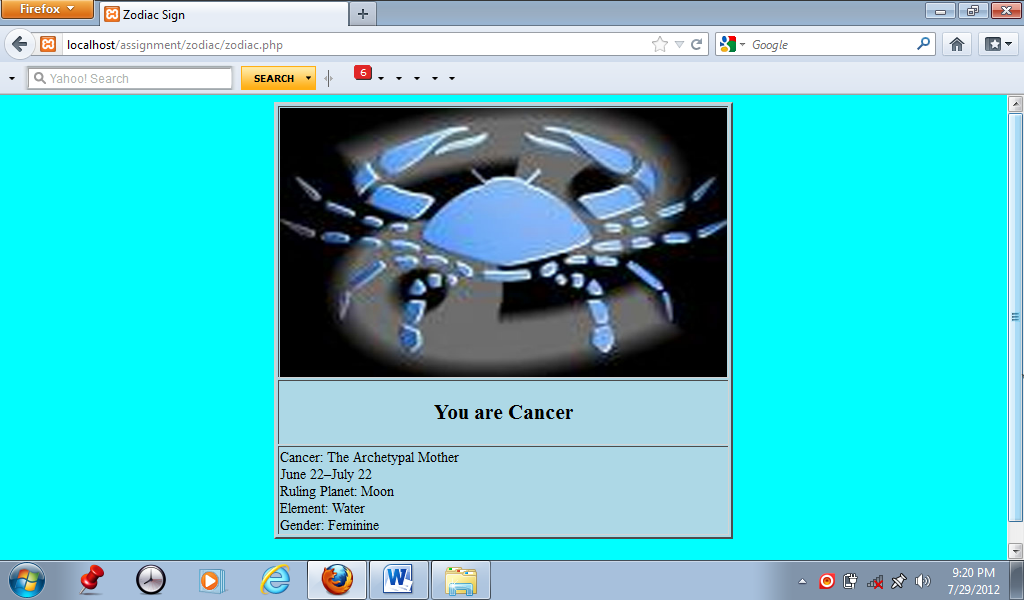 Firefox
Zodiac Sign
localhost/assignment/zodiac/zodiac.php
Google
Yahoo! Search
SEARCH
6
You are Cancer
Cancer: The Archetypal Mother
June 22–July 22
Ruling Planet: Moon
Element: Water
Gender: Feminine
W
9:20 PM
7/29/2012